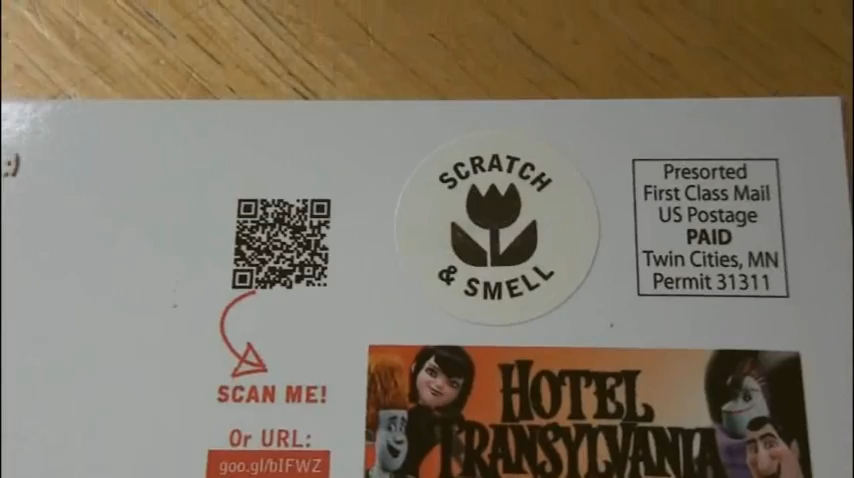 SCRATCH
& SMELL
Presorted
First Class Mail
US Postage
PAID
Twin Cities, MN
Permit 31311
SCAN ME!
Or URL:
goo.gl/bIFWZ
HOTEL
TRANSYLVANIA